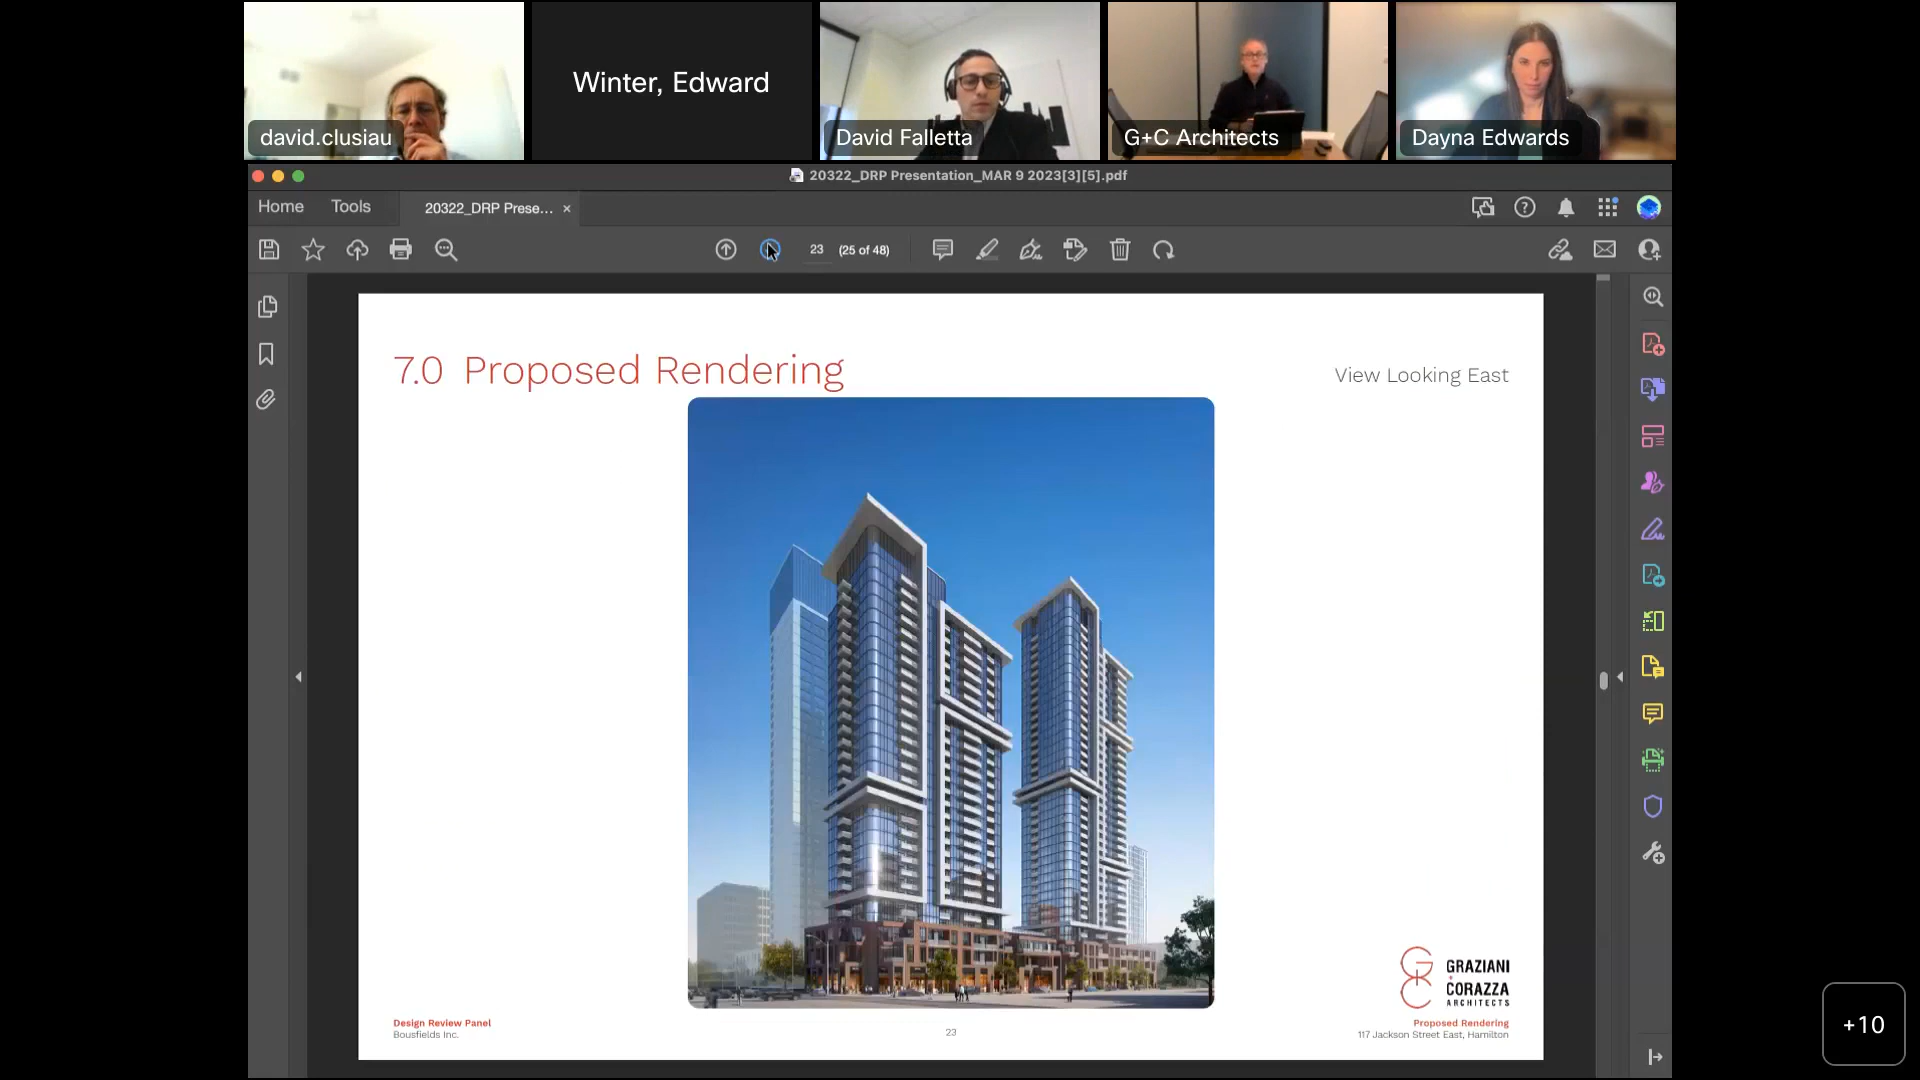 david.clusiau
Winter, Edward
David Falletta
G+C Architects
Dayna Edwards
20322_DRP Presentation_MAR 9 2023[3][5].pdf
Home
Tools
20322_DRP Prese... ×
23 (25 of 48)
7.0 Proposed Rendering
View Looking East
GRAZIANI
+
CORAZZA
ARCHITECTS
Design Review Panel
Bousfields Inc.
23
Proposed Rendering
117 Jackson Street East, Hamilton
+10